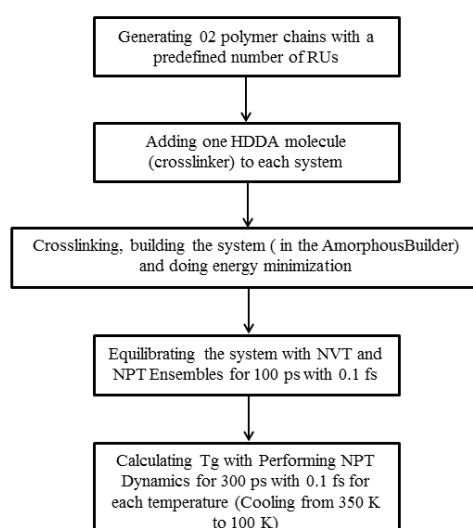 Generating 02 polymer chains with a
predefined number of RUs
Adding one HDDA molecule
(crosslinker) to each system
Crosslinking, building the system ( in the AmorphousBuilder)
and doing energy minimization
Equilibrating the system with NVT and
NPT Ensembles for 100 ps with 0.1 fs
Calculating Tg with Performing NPT
Dynamics for 300 ps with 0.1 fs for
each temperature (Cooling from 350 K
to 100 K)